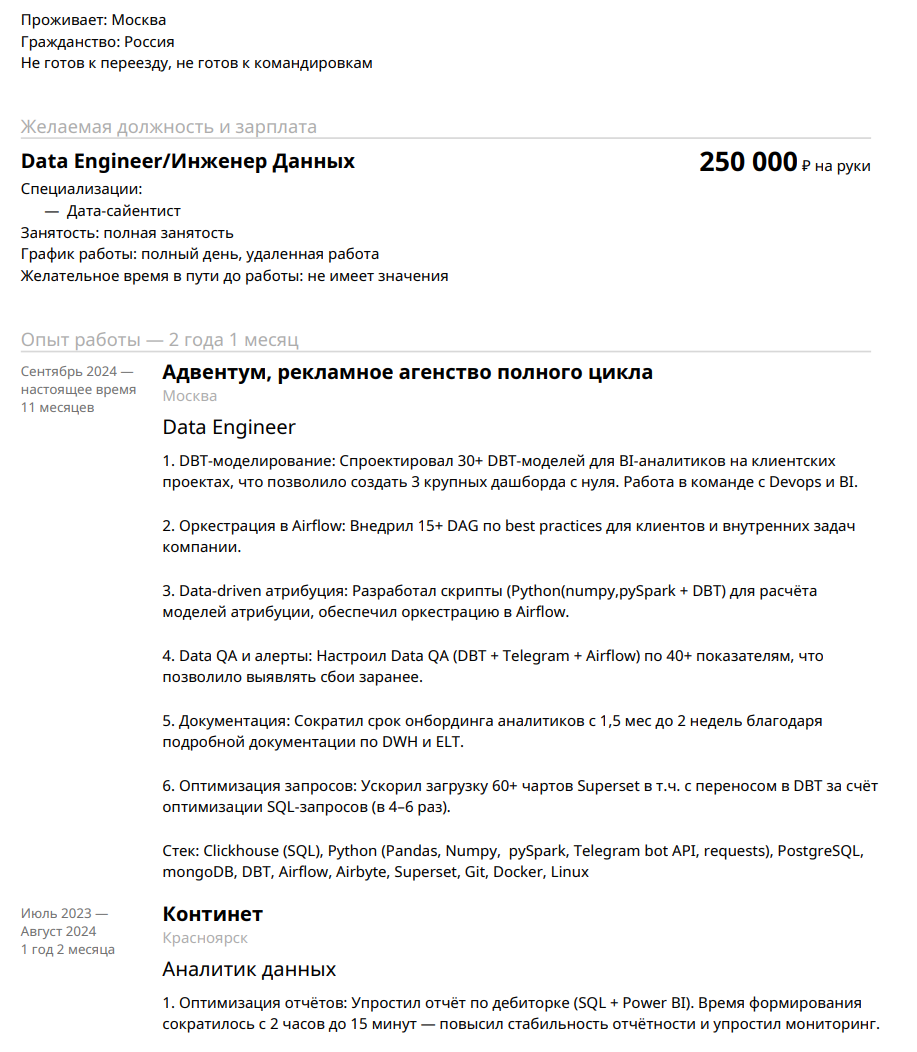 Проживает: Москва
Гражданство: Россия
Не готов к переезду, не готов к командировкам
Желаемая должность и зарплата
Data Engineer/Инженер Данных
250 000 ₽ на руки
Специализации:
— Дата-сайентист
Занятость: полная занятость
График работы: полный день, удаленная работа
Желательное время в пути до работы: не имеет значения
Опыт работы — 2 года 1 месяц
Сентябрь 2024 —
настоящее время
11 месяцев
Адвентум, рекламное агенство полного цикла
Москва
Data Engineer
1. DBT-моделирование: Спроектировал 30+ DBT-моделей для BI-аналитиков на клиентских
проектах, что позволило создать 3 крупных дашборда с нуля. Работа в команде с Devops и BI.
2. Оркестрация в Airflow: Внедрил 15+ DAG по best practices для клиентов и внутренних задач
компании.
3. Data-driven атрибуция: Разработал скрипты (Python(numpy,pySpark + DBT) для расчёта
моделей атрибуции, обеспечил оркестрацию в Airflow.
4. Data QA и алерты: Настроил Data QA (DBT + Telegram + Airflow) по 40+ показателям, что
позволило выявлять сбои заранее.
5. Документация: Сократил срок онбординга аналитиков с 1,5 мес до 2 недель благодаря
подробной документации по DWH и ELT.
6. Оптимизация запросов: Ускорил загрузку 60+ чартов Superset в т.ч. с переносом в DBT за счёт
оптимизации SQL-запросов (в 4–6 раз).
Стек: Clickhouse (SQL), Python (Pandas, Numpy,  pySpark, Telegram bot API, requests), PostgreSQL,
mongoDB, DBT, Airflow, Airbyte, Superset, Git, Docker, Linux
Июль 2023 —
Август 2024
1 год 2 месяца
Континет
Красноярск
Аналитик данных
1. Оптимизация отчётов: Упростил отчёт по дебиторке (SQL + Power BI). Время формирования
сократилось с 2 часов до 15 минут — повысил стабильность отчётности и упростил мониторинг.